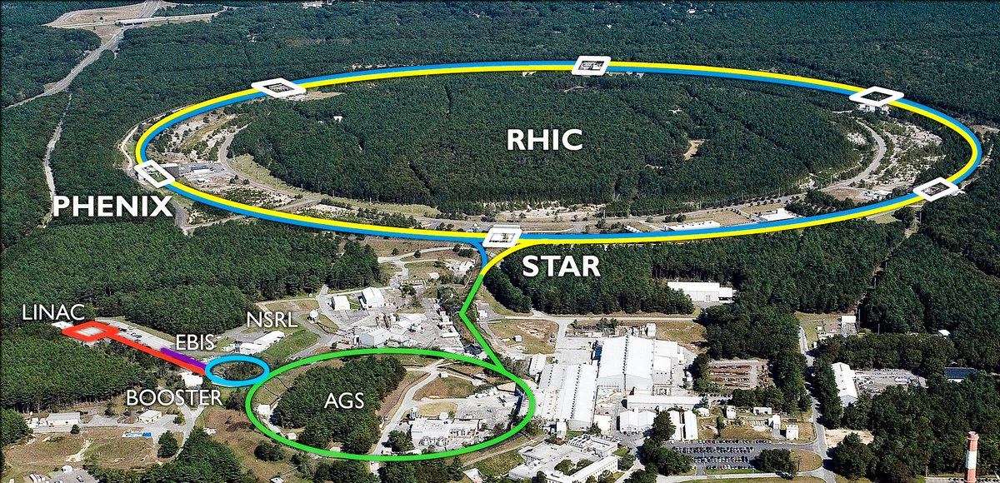 RHIC
PHENIX
STAR
LINAC
NSRL
EBIS
BOOSTER
AGS